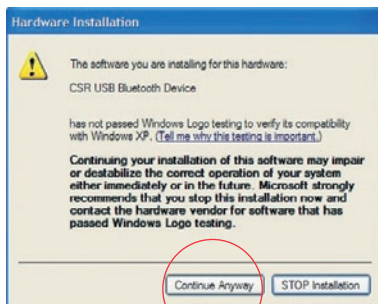 Hardware Installation
The software you are installing for this hardware:
CSR USB Bluetooth Device
has not passed Windows Logo testing to verify its compatibility
with Windows XP. (Tell me why this testing is important.)
Continuing your installation of this software may impair
or destabilize the correct operation of your system
either immediately or in the future. Microsoft strongly
recommends that you stop this installation now and
contact the hardware vendor for software that has
passed Windows Logo testing.
Continue Anyway
STOP Installation